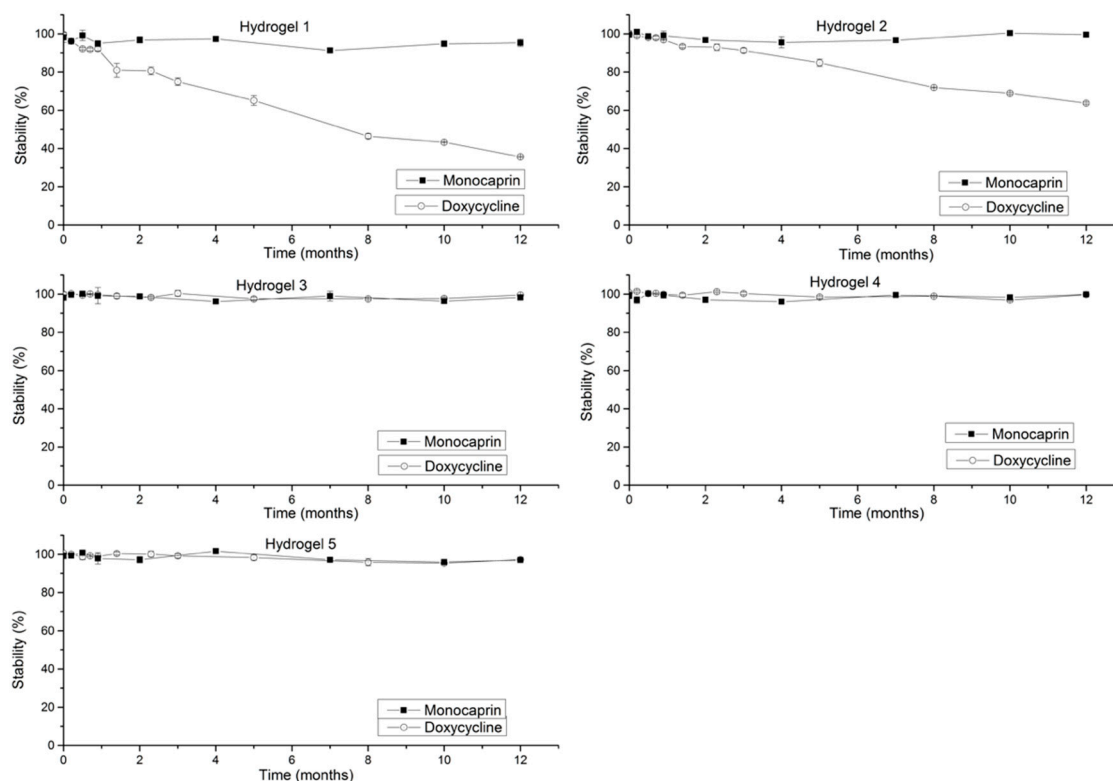 Hydrogel 1
100
80
60
40
20
0
Stability (%)
Monocaprin
Doxycycline
0 2 4 6 8 10 12
Time (months)
Hydrogel 2
100
80
60
40
20
0
Stability (%)
Monocaprin
Doxycycline
0 2 4 6 8 10 12
Time (months)
Hydrogel 3
100
80
60
40
20
0
Stability (%)
Monocaprin
Doxycycline
0 2 4 6 8 10 12
Time (months)
Hydrogel 4
100
80
60
40
20
0
Stability (%)
Monocaprin
Doxycycline
0 2 4 6 8 10 12
Time (months)
Hydrogel 5
100
80
60
40
20
0
Stability (%)
Monocaprin
Doxycycline
0 2 4 6 8 10 12
Time (months)